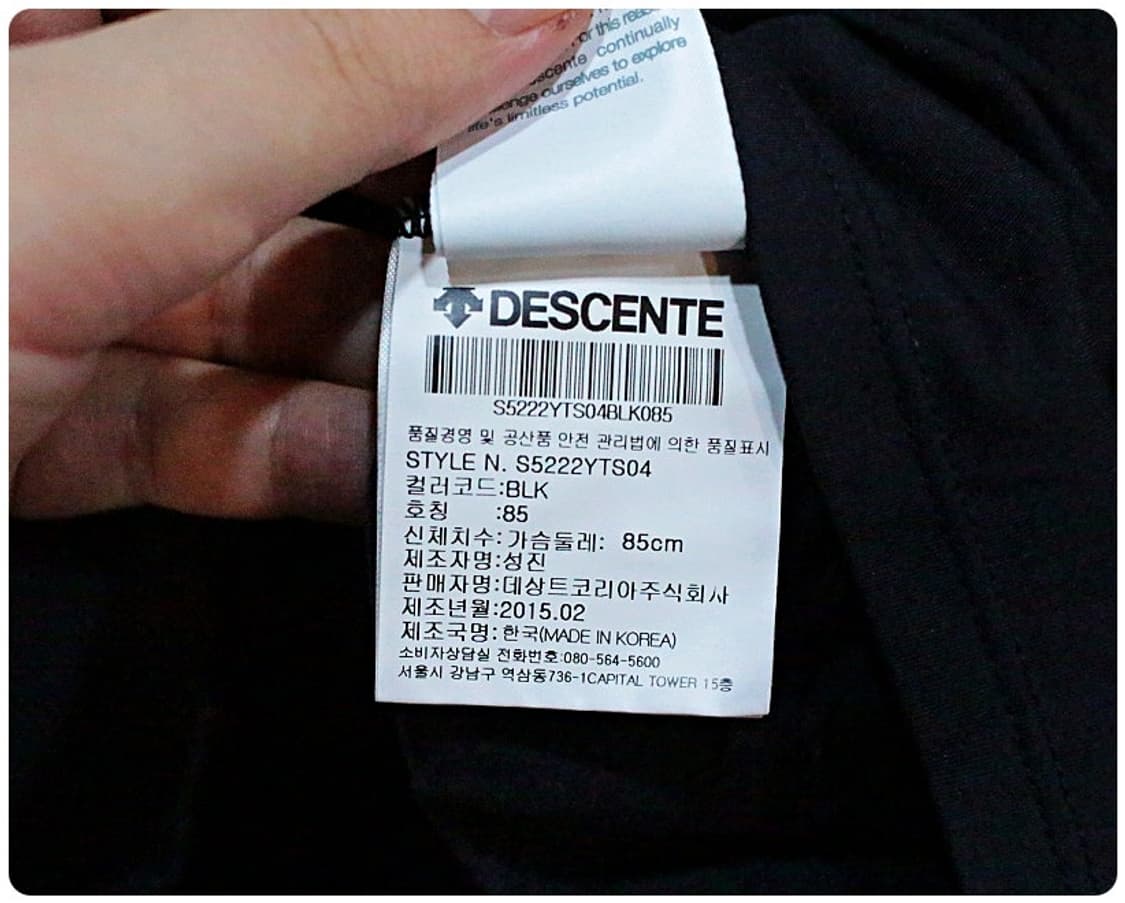 for this
continually
ourselves to explore
life's limitless potential.
DESCENTE
S5222YTS04BLK085
품질경영 및 공산품 안전 관리법에 의한 품질표시
STYLE N. S5222YTS04
컬러코드:BLK
호칭 :85
신체치수:가슴둘레: 85cm
제조자명:성진
판매자명:데상트코리아주식회사
제조년월:2015.02
제조국명:한국(MADE IN KOREA)
소비자상담실 전화번호:080-564-5600
서울시 강남구 역삼동736-1CAPITAL TOWER 15층